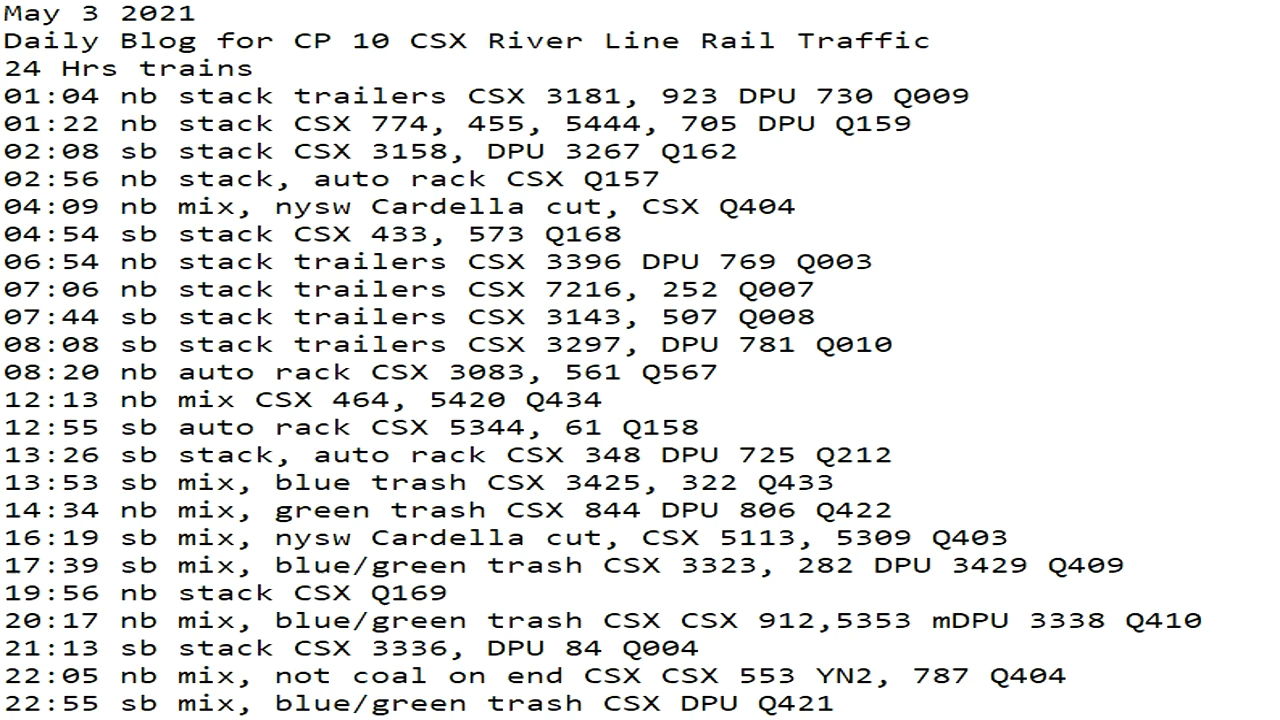 May 3 2021
Daily Blog for CP 10 CSX River Line Rail Traffic
24 Hrs trains
01:04 nb stack trailers CSX 3181, 923 DPU 730 Q009
01:22 nb stack CSX 774, 455, 5444, 705 DPU Q159
02:08 sb stack CSX 3158, DPU 3267 Q162
02:56 nb stack, auto rack CSX Q157
04:09 nb mix, nysw Cardella cut, CSX Q404
04:54 sb stack CSX 433, 573 Q168
06:54 nb stack trailers CSX 3396 DPU 769 Q003
07:06 nb stack trailers CSX 7216, 252 Q007
07:44 sb stack trailers CSX 3143, 507 Q008
08:08 sb stack trailers CSX 3297, DPU 781 Q010
08:20 nb auto rack CSX 3083, 561 Q567
12:13 nb mix CSX 464, 5420 Q434
12:55 sb auto rack CSX 5344, 61 Q158
13:26 sb stack, auto rack CSX 348 DPU 725 Q212
13:53 sb mix, blue trash CSX 3425, 322 Q433
14:34 nb mix, green trash CSX 844 DPU 806 Q422
16:19 sb mix, nysw Cardella cut, CSX 5113, 5309 Q403
17:39 sb mix, blue/green trash CSX 3323, 282 DPU 3429 Q409
19:56 nb stack CSX Q169
20:17 nb mix, blue/green trash CSX CSX 912,5353 mDPU 3338 Q410
21:13 sb stack CSX 3336, DPU 84 Q004
22:05 nb mix, not coal on end CSX CSX 553 YN2, 787 Q404
22:55 sb mix, blue/green trash CSX DPU Q421